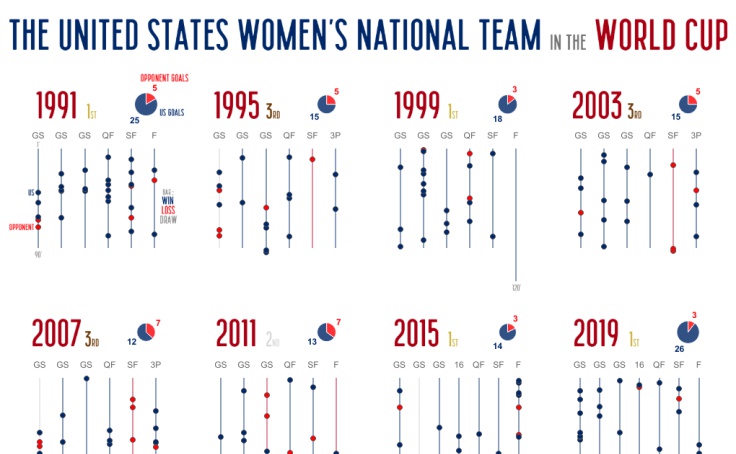 THE UNITED STATES WOMEN'S NATIONAL TEAM IN THE WORLD CUP
OPPONENT GOALS
1991 1ST 25 5 US GOALS
1995 3RD 15 5
1999 1ST 18 3
2003 3RD 15 5
GS GS GS QF SF F
GS GS GS QF SF 3P
GS GS GS QF SF F
GS GS GS QF SF 3P
1'
US
OPPONENT
90'
BAR:
WIN
LOSS
DRAW
120'
2007 3RD 12 7
2011 2ND 13 7
2015 1ST 14 3
2019 1ST 26 3
GS GS GS QF SF 3P
GS GS GS QF SF F
GS GS GS 16 QF SF F
GS GS GS 16 QF SF F